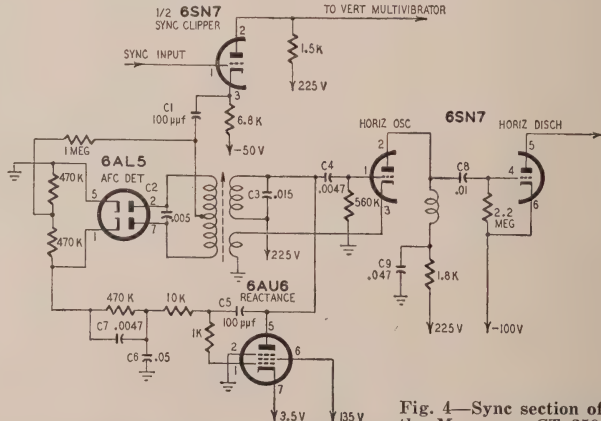 1/2 6SN7
SYNC CLIPPER
TO VERT MULTIVIBRATOR
SYNC INPUT
2
1
3
1.5K
225 V
C1
100 µµf
6.8K
-50V
1 MEG
6AL5
AFC DET
470 K
470 K
5
1
C2
2
.005
7
C3
.015
225 V
C4
.0047
560K
HORIZ OSC
6SN7
2
1
3
HORIZ DISCH
5
4
6
C8
.01
2.2
MEG
C9
.047
1.8K
225 V
-100V
6AU6
REACTANCE
470 K
10K
C5
100 µµf
C7 .0047
C6 .05
1K
5
2
1
6
7
3.5 V
135 V
Fig. 4—Sync section of